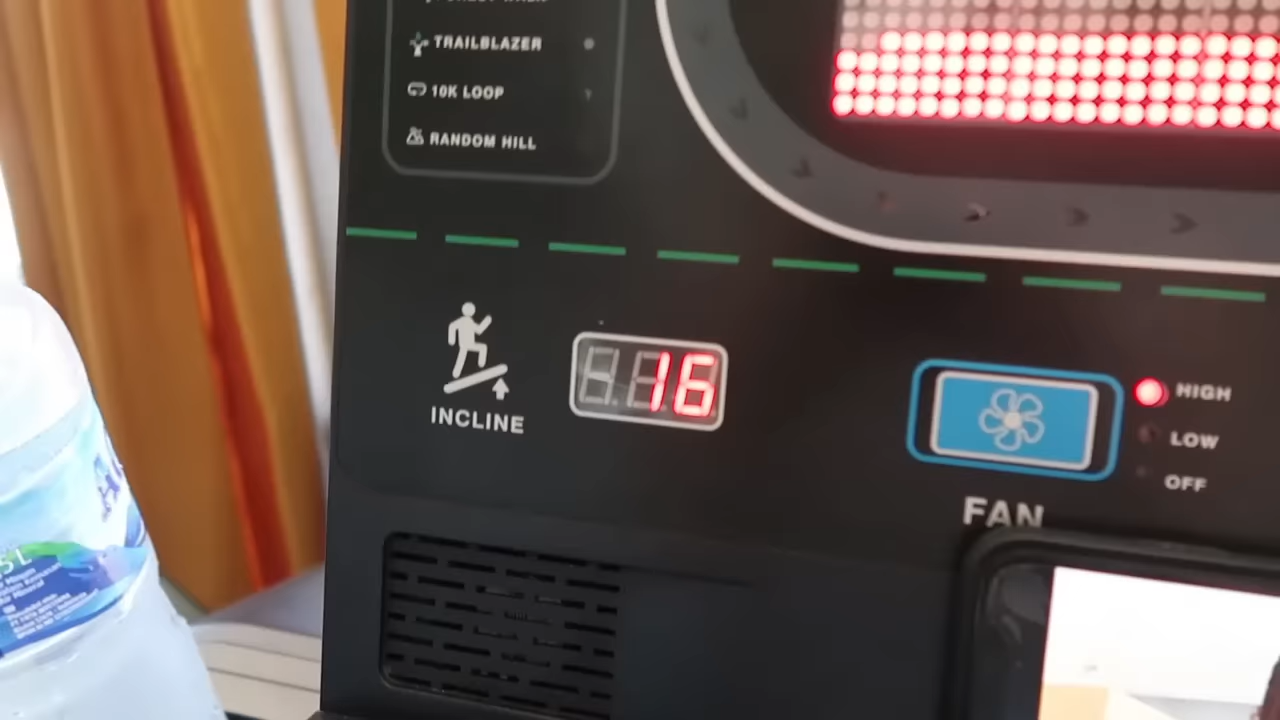 TRAILBLAZER
10K LOOP
RANDOM HILL
16
INCLINE
HIGH
LOW
OFF
FAN